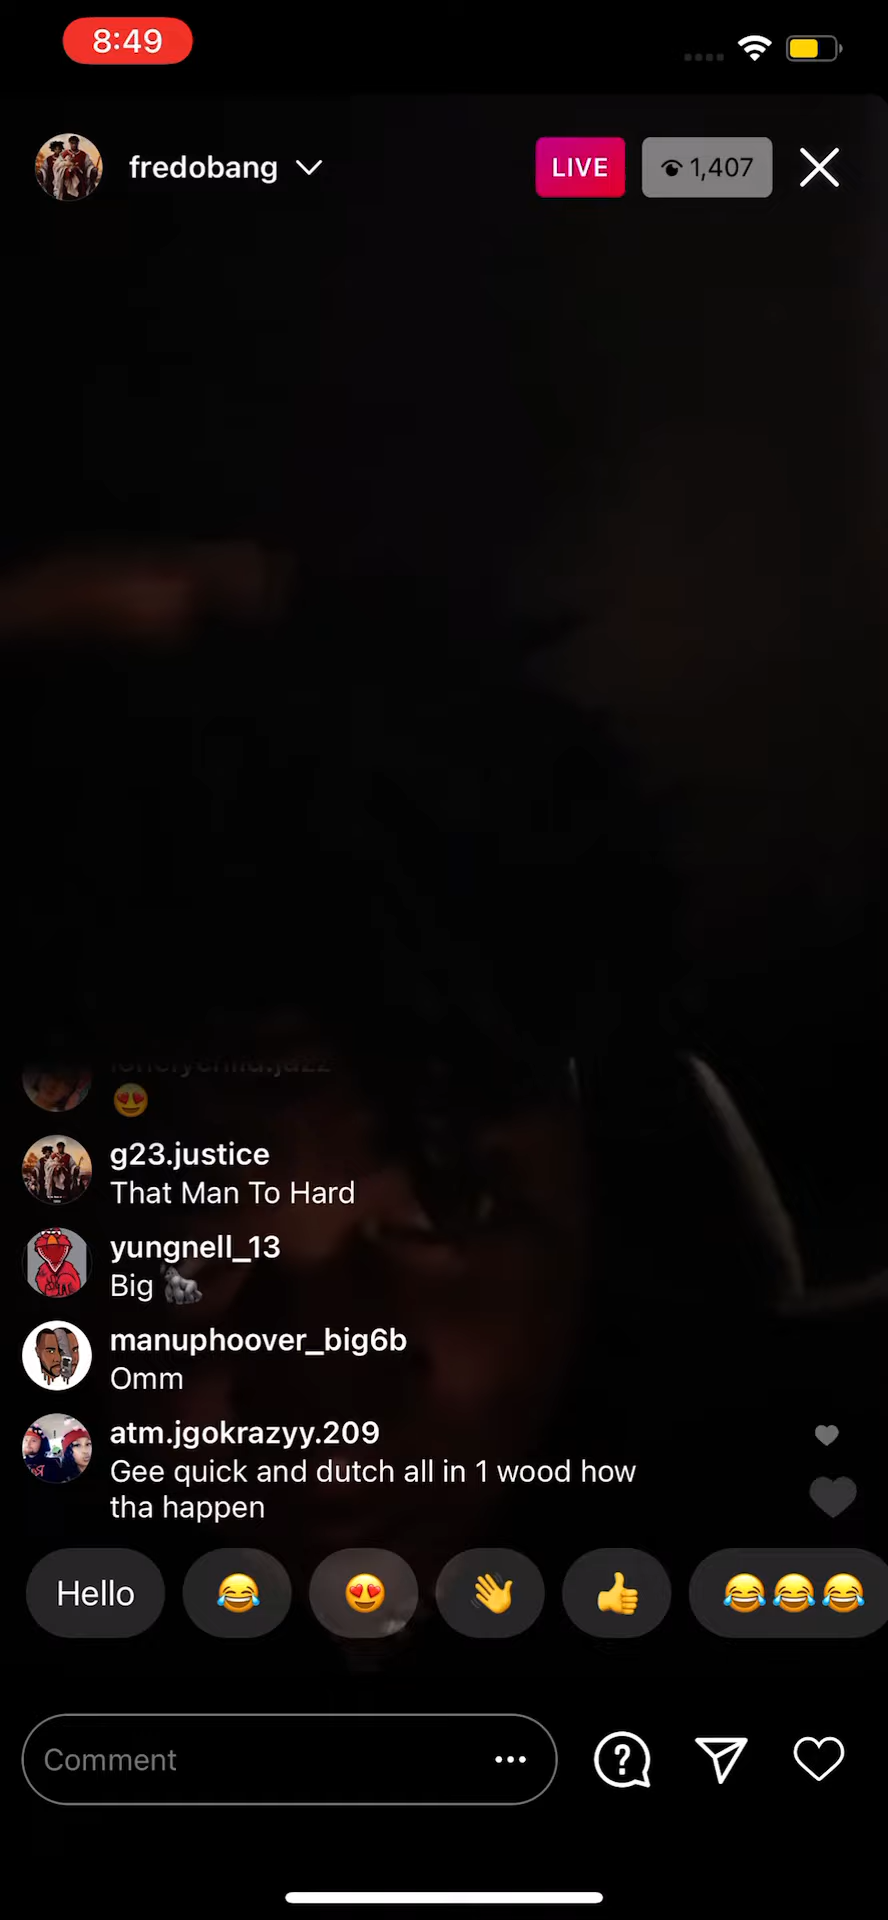 8:49
fredobang
LIVE
1,407
😍
g23.justice
That Man To Hard
yungnell_13
Big 🦍
manuphoover_big6b
Omm
atm.jgokrazyy.209
Gee quick and dutch all in 1 wood how
tha happen
Hello 😂 😍 👋 👍 😂😂😂
Comment